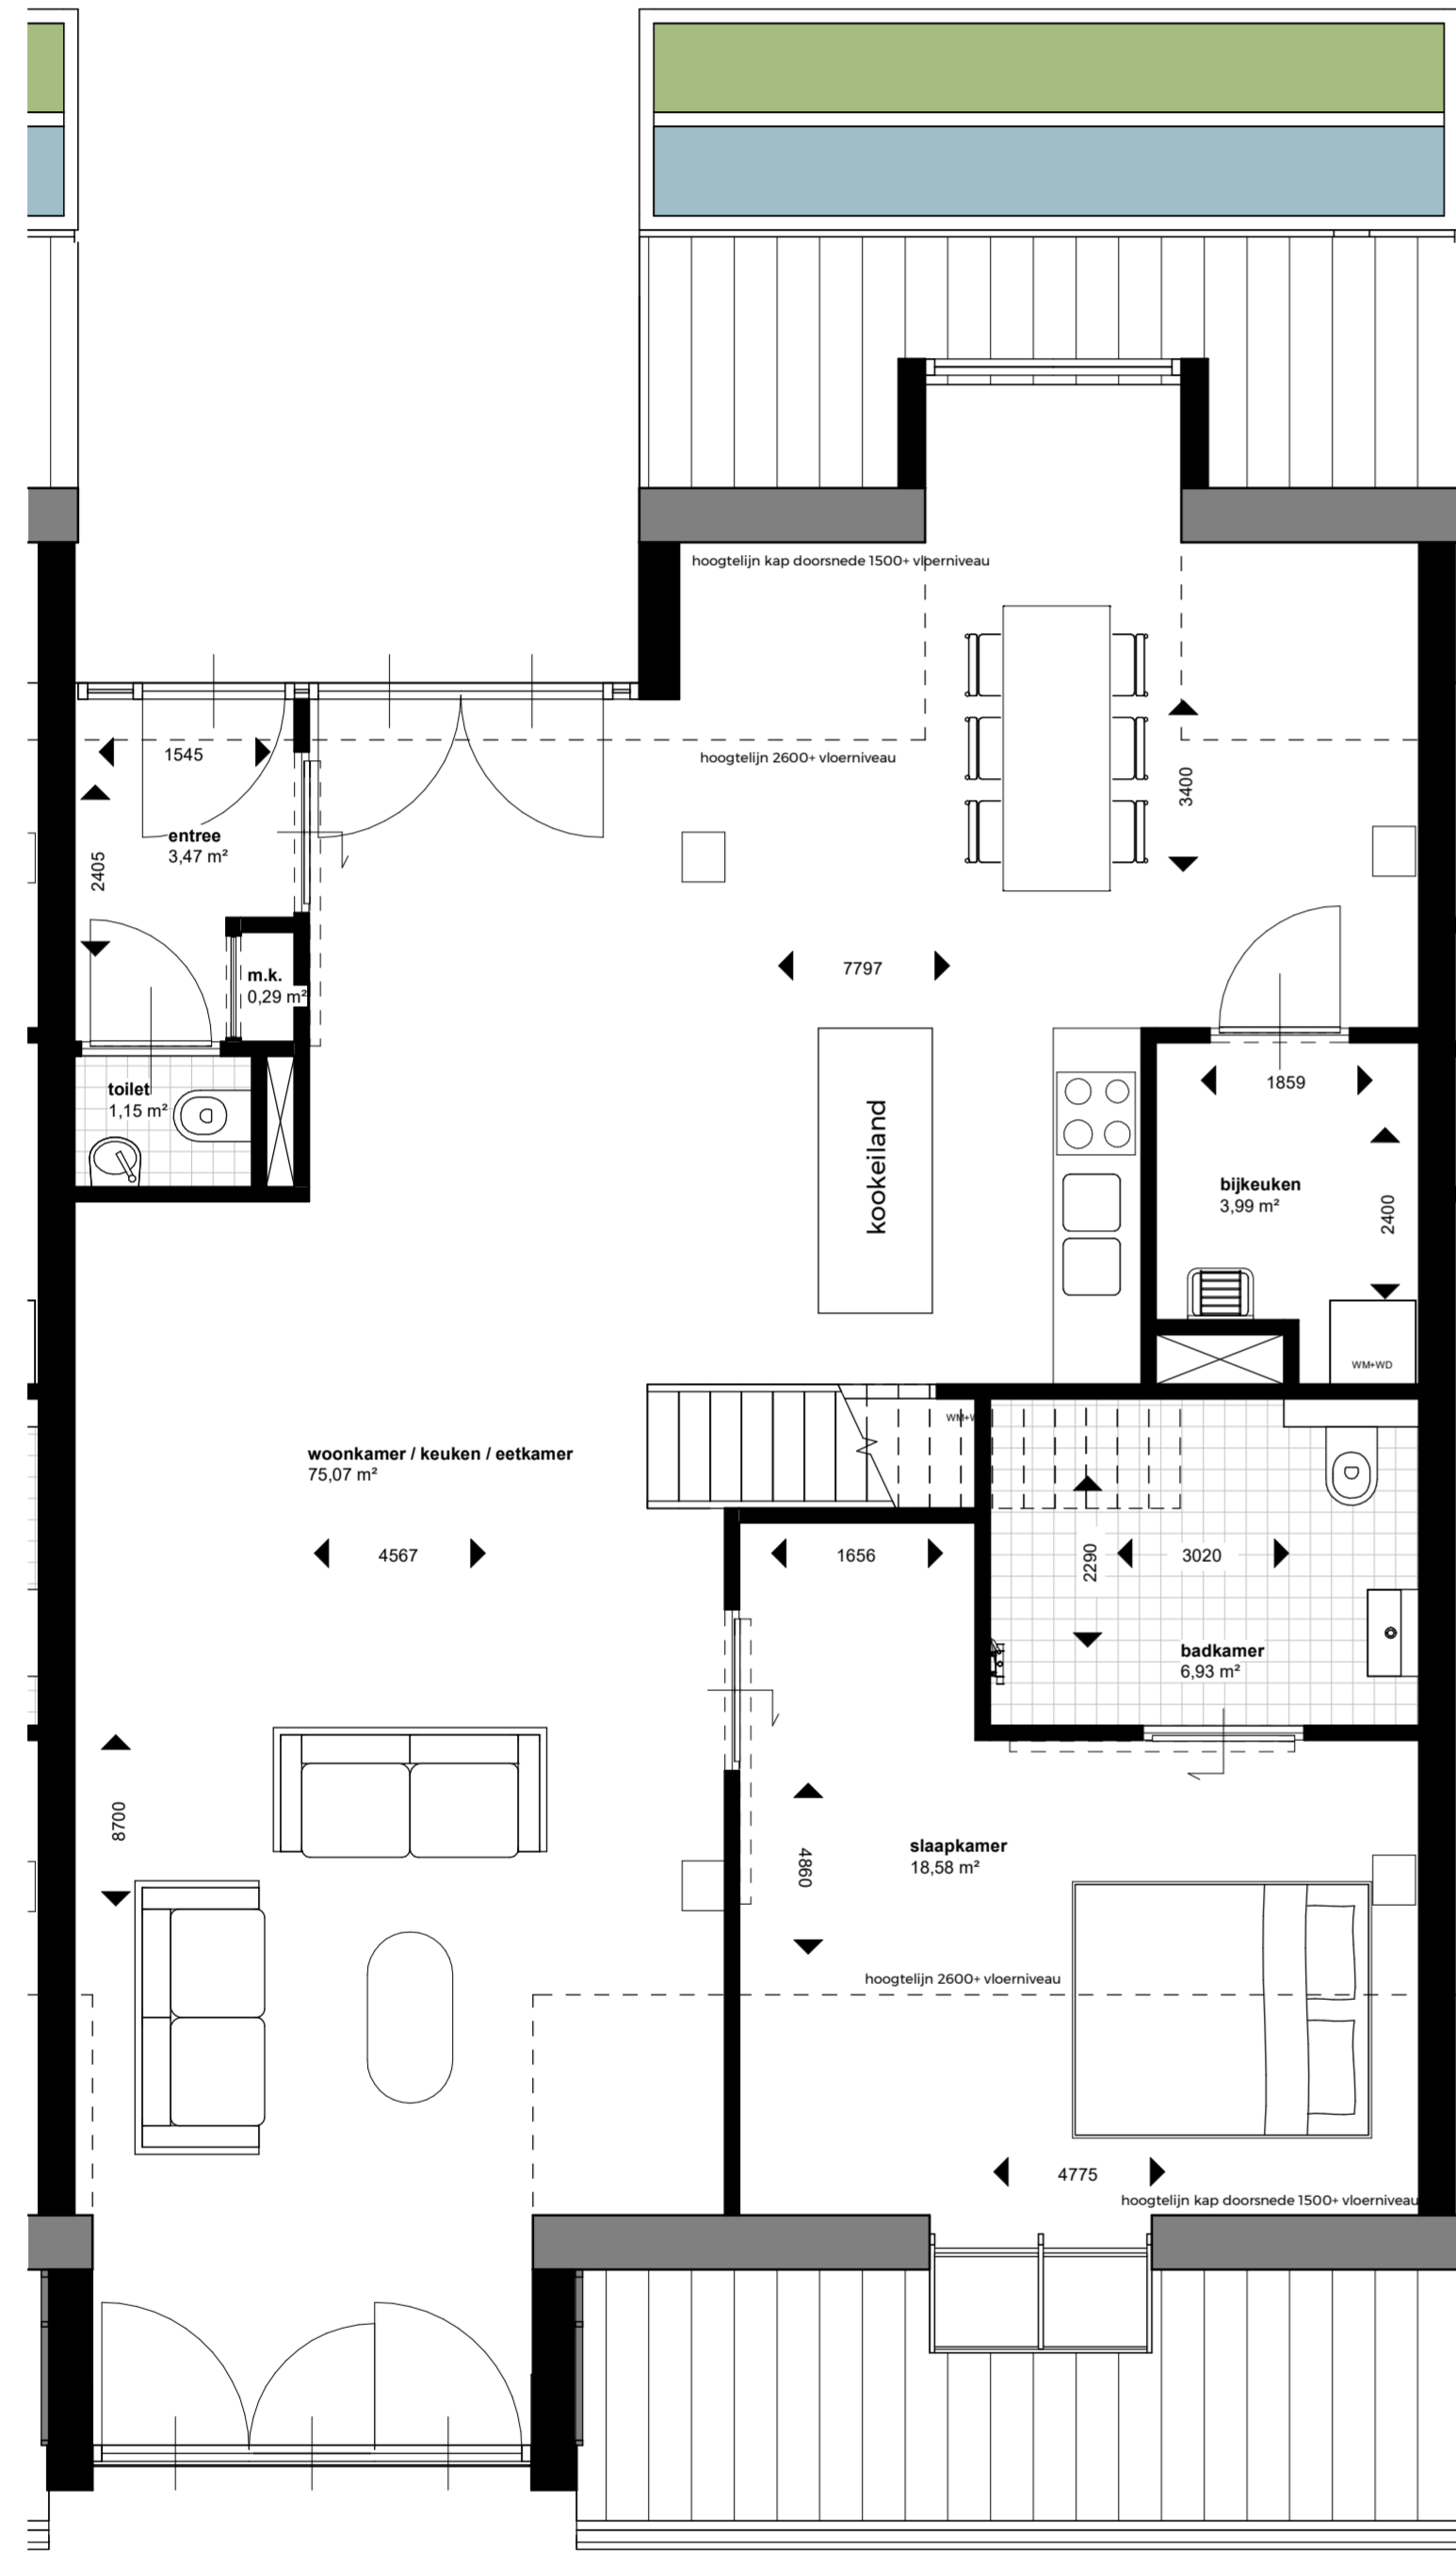 hoogtelijn kap doorsnede 1500+ vloerniveau
1545
hoogtelijn 2600+ vloerniveau
3400
entree
3,47 m²
2405
7797
m.k.
0,29 m²
toilet
1,15 m²
1859
kookeiland
bijkeuken
3,99 m²
2400
WM+WD
WM+W
woonkamer / keuken / eetkamer
75,07 m²
4567
1656
2290
3020
badkamer
6,93 m²
8700
4860
slaapkamer
18,58 m²
hoogtelijn 2600+ vloerniveau
4775
hoogtelijn kap doorsnede 1500+ vloerniveau